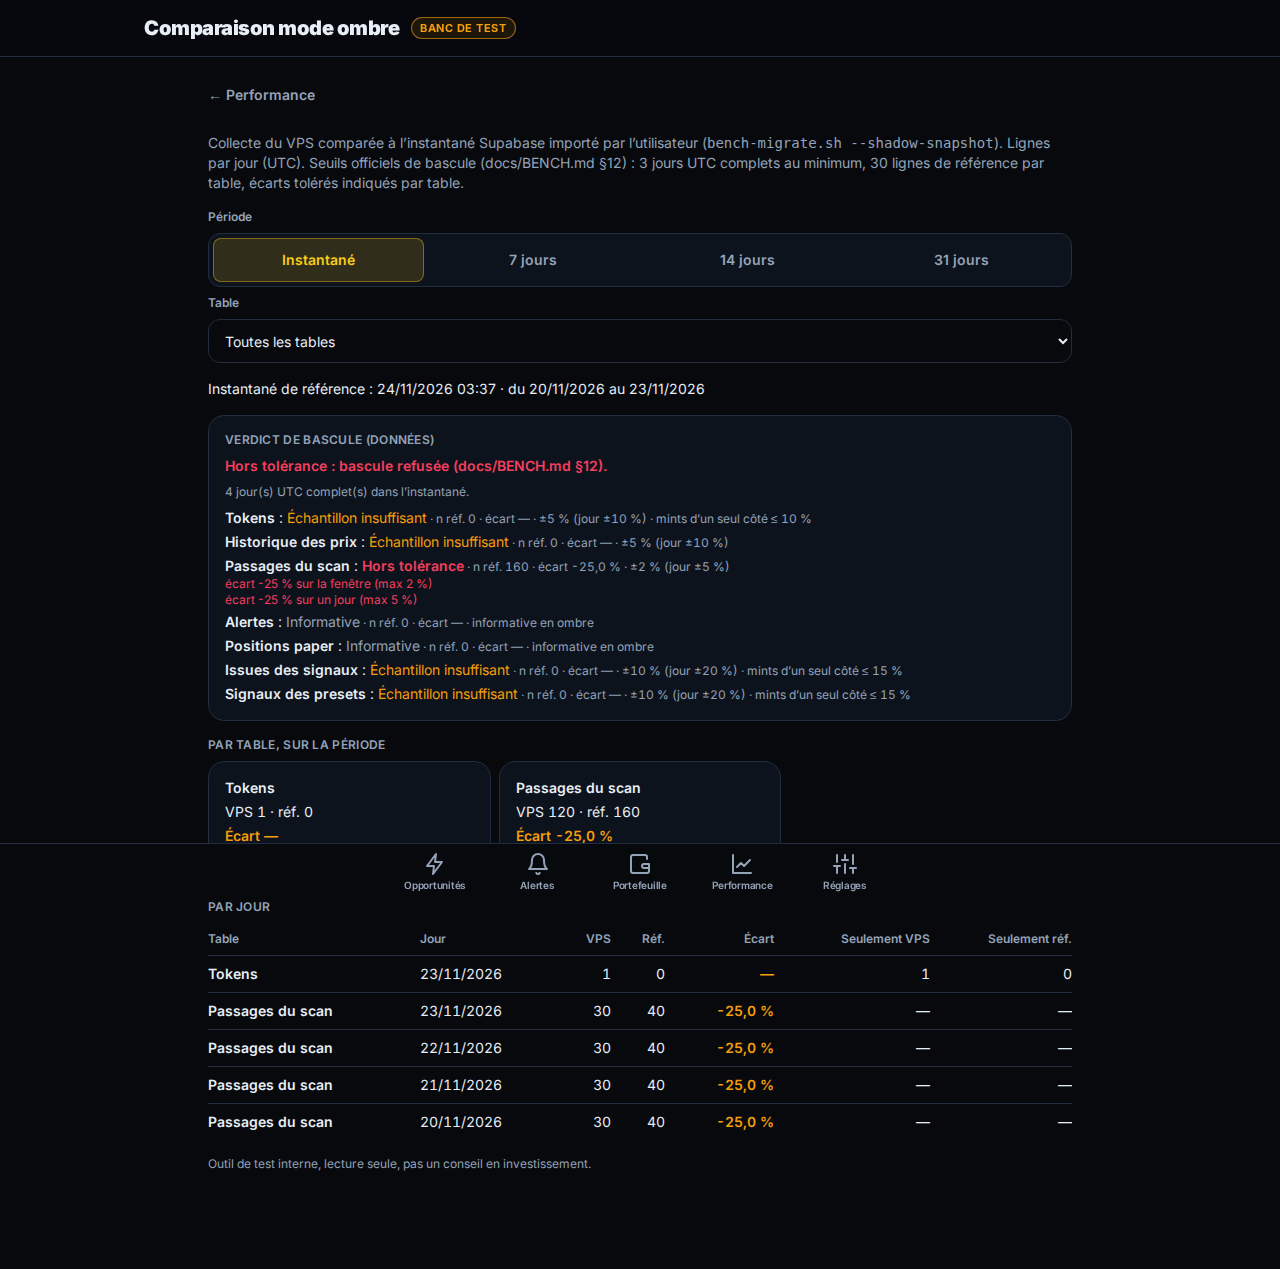 Comparaison mode ombre BANC DE TEST
← Performance
Collecte du VPS comparée à l’instantané Supabase importé par l’utilisateur (bench-migrate.sh --shadow-snapshot). Lignes
par jour (UTC). Seuils officiels de bascule (docs/BENCH.md §12) : 3 jours UTC complets au minimum, 30 lignes de référence par
table, écarts tolérés indiqués par table.
Période
Instantané 7 jours 14 jours 31 jours
Table
Toutes les tables
Instantané de référence : 24/11/2026 03:37 · du 20/11/2026 au 23/11/2026
VERDICT DE BASCULE (DONNÉES)
Hors tolérance : bascule refusée (docs/BENCH.md §12).
4 jour(s) UTC complet(s) dans l’instantané.
Tokens : Échantillon insuffisant · n réf. 0 · écart — · ±5 % (jour ±10 %) · mints d’un seul côté ≤ 10 %
Historique des prix : Échantillon insuffisant · n réf. 0 · écart — · ±5 % (jour ±10 %)
Passages du scan : Hors tolérance · n réf. 160 · écart -25,0 % · ±2 % (jour ±5 %)
écart -25 % sur la fenêtre (max 2 %)
écart -25 % sur un jour (max 5 %)
Alertes : Informative · n réf. 0 · écart — · informative en ombre
Positions paper : Informative · n réf. 0 · écart — · informative en ombre
Issues des signaux : Échantillon insuffisant · n réf. 0 · écart — · ±10 % (jour ±20 %) · mints d’un seul côté ≤ 15 %
Signaux des presets : Échantillon insuffisant · n réf. 0 · écart — · ±10 % (jour ±20 %) · mints d’un seul côté ≤ 15 %
PAR TABLE, SUR LA PÉRIODE
Tokens Passages du scan
VPS 1 · réf. 0 VPS 120 · réf. 160
Écart — Écart -25,0 %
Opportunités Alertes Portefeuille Performance Réglages
PAR JOUR
Table Jour VPS Réf. Écart Seulement VPS Seulement réf.
Tokens 23/11/2026 1 0 — 1 0
Passages du scan 23/11/2026 30 40 -25,0 % — —
Passages du scan 22/11/2026 30 40 -25,0 % — —
Passages du scan 21/11/2026 30 40 -25,0 % — —
Passages du scan 20/11/2026 30 40 -25,0 % — —
Outil de test interne, lecture seule, pas un conseil en investissement.